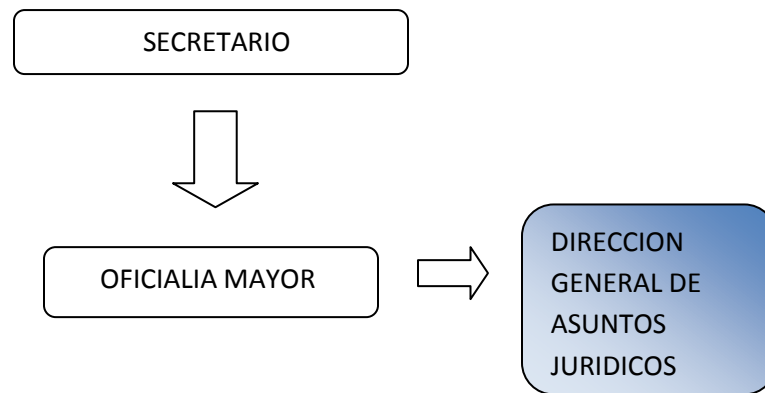 SECRETARIO
OFICIALIA MAYOR
DIRECCION
GENERAL DE
ASUNTOS
JURIDICOS